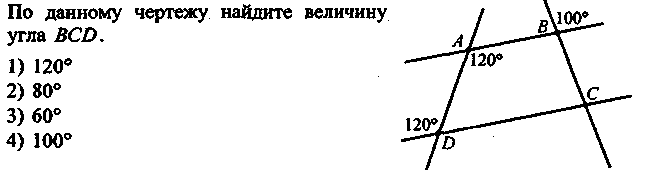 По данному чертежу найдите величину
угла BCD.
1) 120°
2) 80°
3) 60°
4) 100°
100°
B
A
120°
C
120°
D